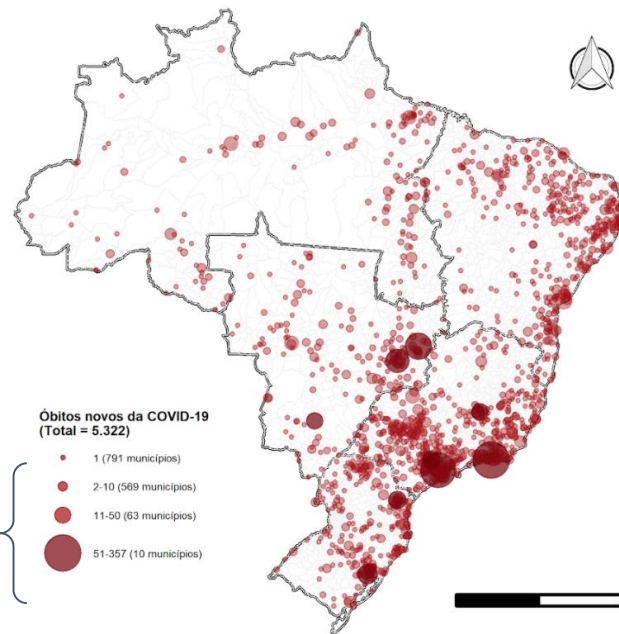 Óbitos novos da COVID-19
(Total = 5.322)
1 (791 municípios)
2-10 (569 municípios)
11-50 (63 municípios)
51-357 (10 municípios)